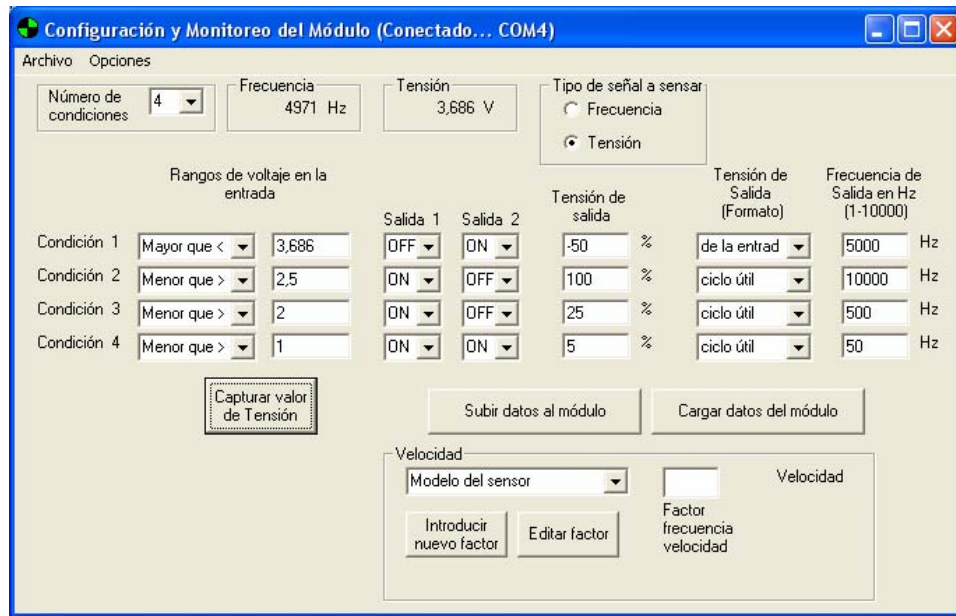 Configuración y Monitoreo del Módulo (Conectado... COM4)
Archivo Opciones
Número de condiciones 4
Frecuencia
4971 Hz
Tensión
3,686 V
Tipo de señal a sensar
Frecuencia
Tensión
Rangos de voltaje en la
entrada
Salida 1
Salida 2
Tensión de
salida
Tensión de
Salida
(Formato)
Frecuencia de
Salida en Hz
(1-10000)
Condición 1 Mayor que < 3,686 OFF ON -50 % de la entrad 5000 Hz
Condición 2 Menor que > 2,5 ON OFF 100 % ciclo útil 10000 Hz
Condición 3 Menor que > 2 ON OFF 25 % ciclo útil 500 Hz
Condición 4 Menor que > 1 ON ON 5 % ciclo útil 50 Hz
Capturar valor
de Tensión
Subir datos al módulo
Cargar datos del módulo
Velocidad
Modelo del sensor
Velocidad
Introducir
nuevo factor
Editar factor
Factor
frecuencia
velocidad